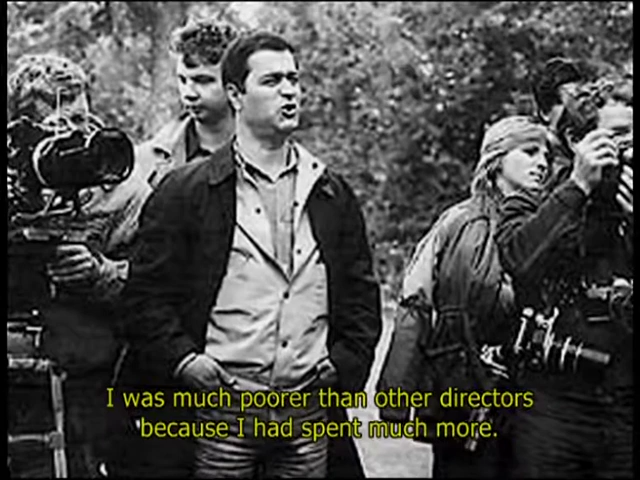 I was much poorer than other directors
because I had spent much more.